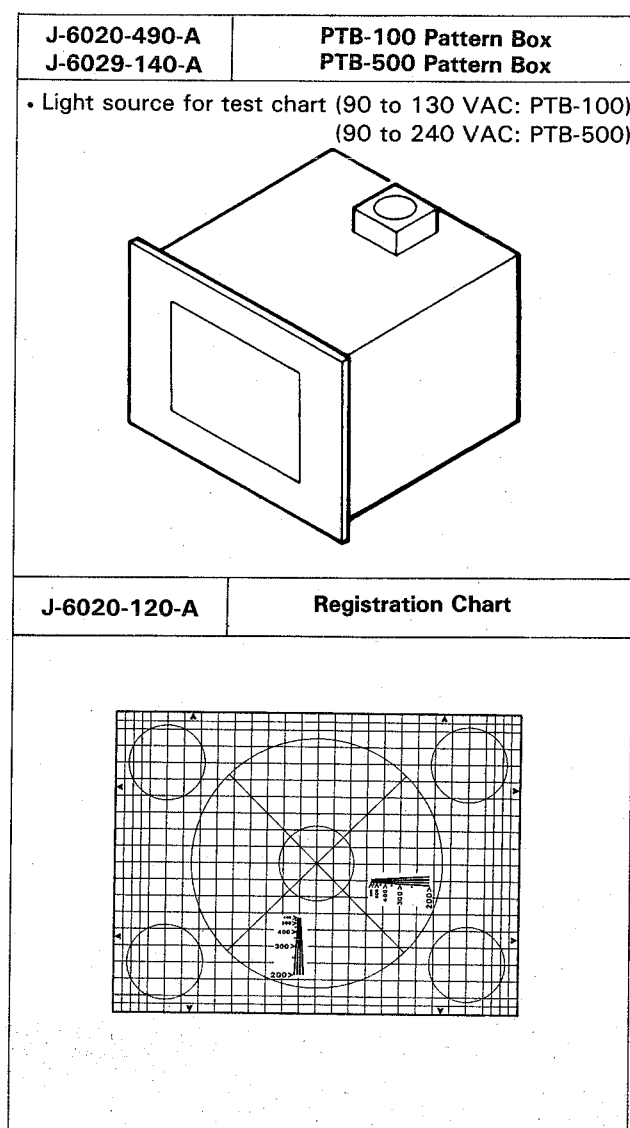 J-6020-490-A PTB-100 Pattern Box
J-6029-140-A PTB-500 Pattern Box
• Light source for test chart (90 to 130 VAC: PTB-100)
(90 to 240 VAC: PTB-500)
J-6020-120-A Registration Chart
400
300
200
400
300
200